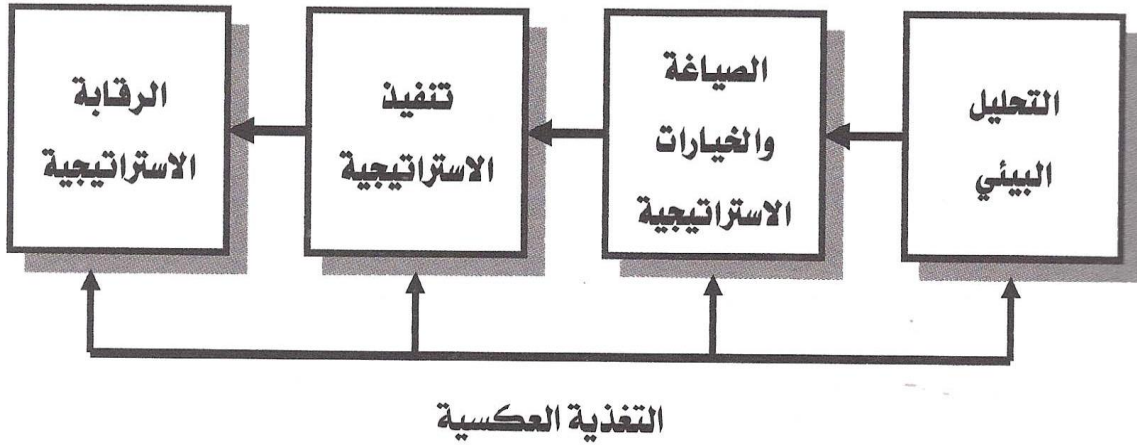 التحليل
البيئي
الصياغة
والخيارات
الاستراتيجية
تنفيذ
الاستراتيجية
الرقابة
الاستراتيجية
التغذية العكسية